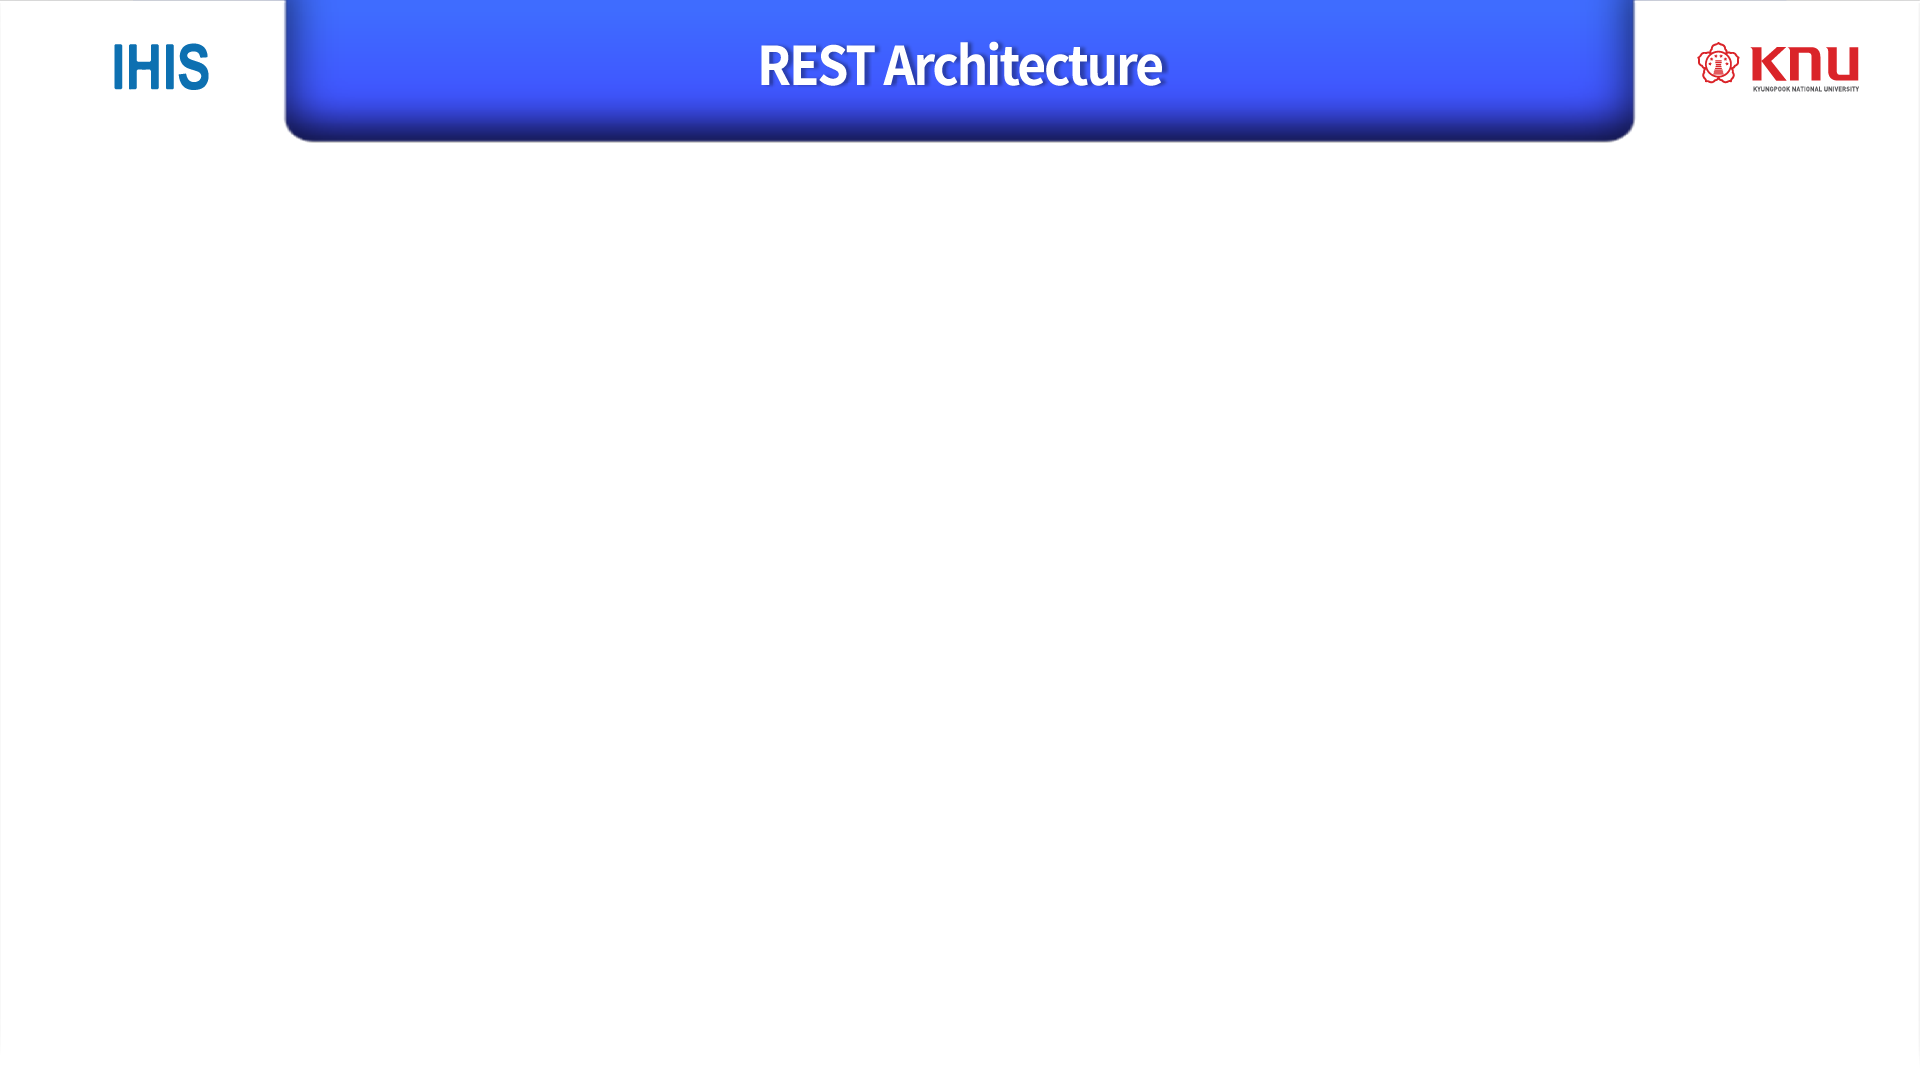 IHIS
REST Architecture
KNU
KYUNGPOOK NATIONAL UNIVERSITY